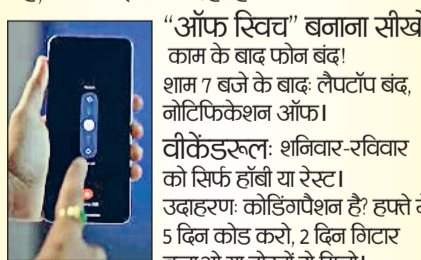 “ऑफ स्विच” बनाना सीखो
काम के बाद फोन बंद!
शाम 7 बजे के बादः लैपटॉप बंद,
नोटिफिकेशन ऑफ।
वीकेंडरूलः शनिवार-रविवार
को सिर्फ हॉबी या रेस्ट।
उदाहरणः कोडिंगपैशन है? हफ्ते में
5 दिन कोड करो, 2 दिन गिटार